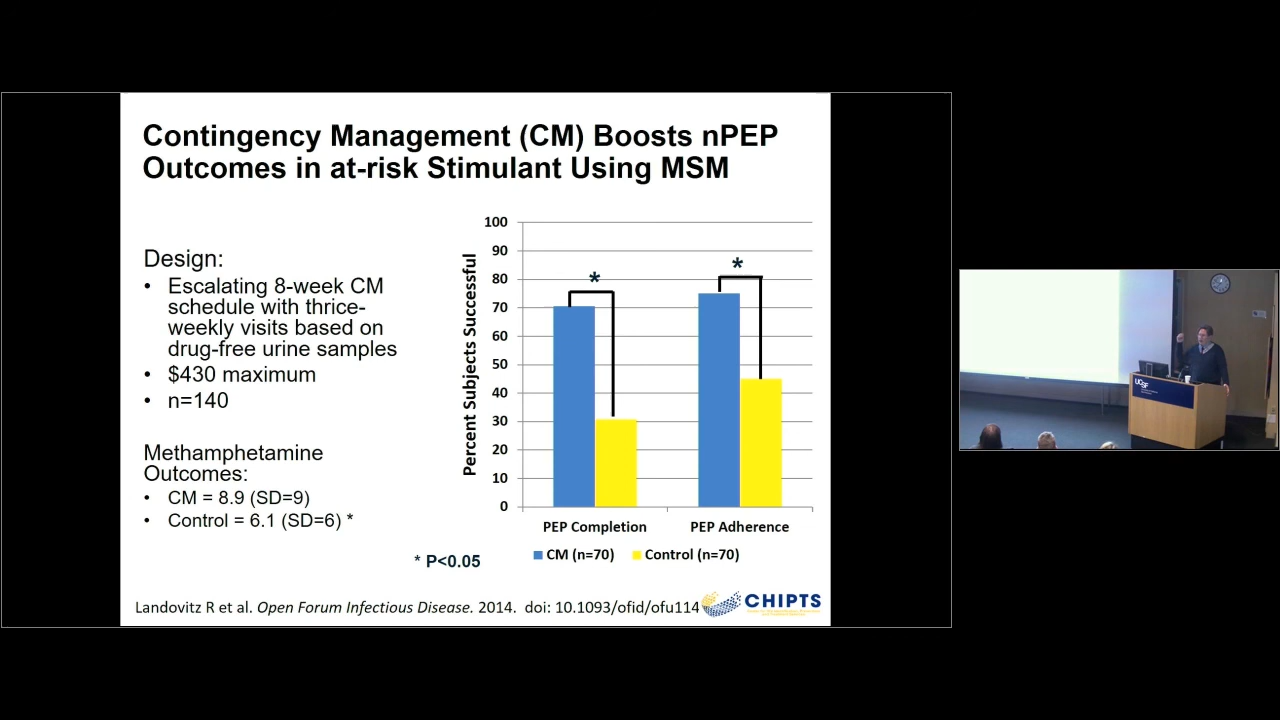 Contingency Management (CM) Boosts nPEP
Outcomes in at-risk Stimulant Using MSM
Design:
• Escalating 8-week CM
schedule with thrice-
weekly visits based on
drug-free urine samples
• $430 maximum
• n=140
Methamphetamine
Outcomes:
• CM = 8.9 (SD=9)
• Control = 6.1 (SD=6) *
* P<0.05
Percent Subjects Successful
100
90
80
70
60
50
40
30
20
10
0
*
*
PEP Completion
PEP Adherence
CM (n=70)
Control (n=70)
Landovitz R et al. Open Forum Infectious Disease. 2014. doi: 10.1093/ofid/ofu114
CHIPTS
UCSF